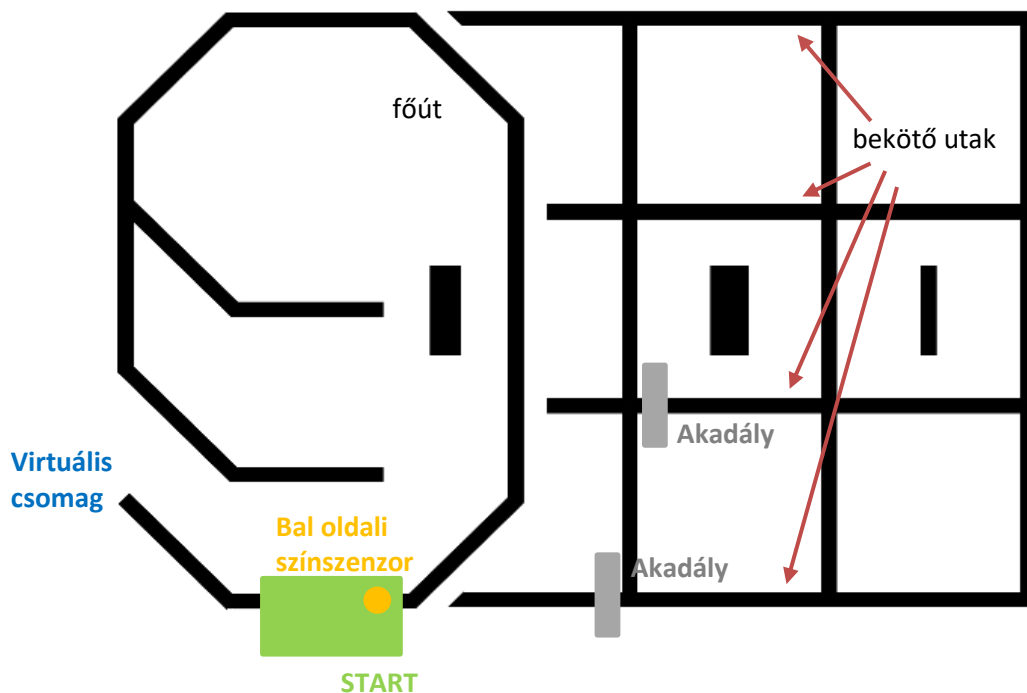 főút
bekötő utak
Akadály
Virtuális
csomag
Bal oldali
színszenzor
Akadály
START